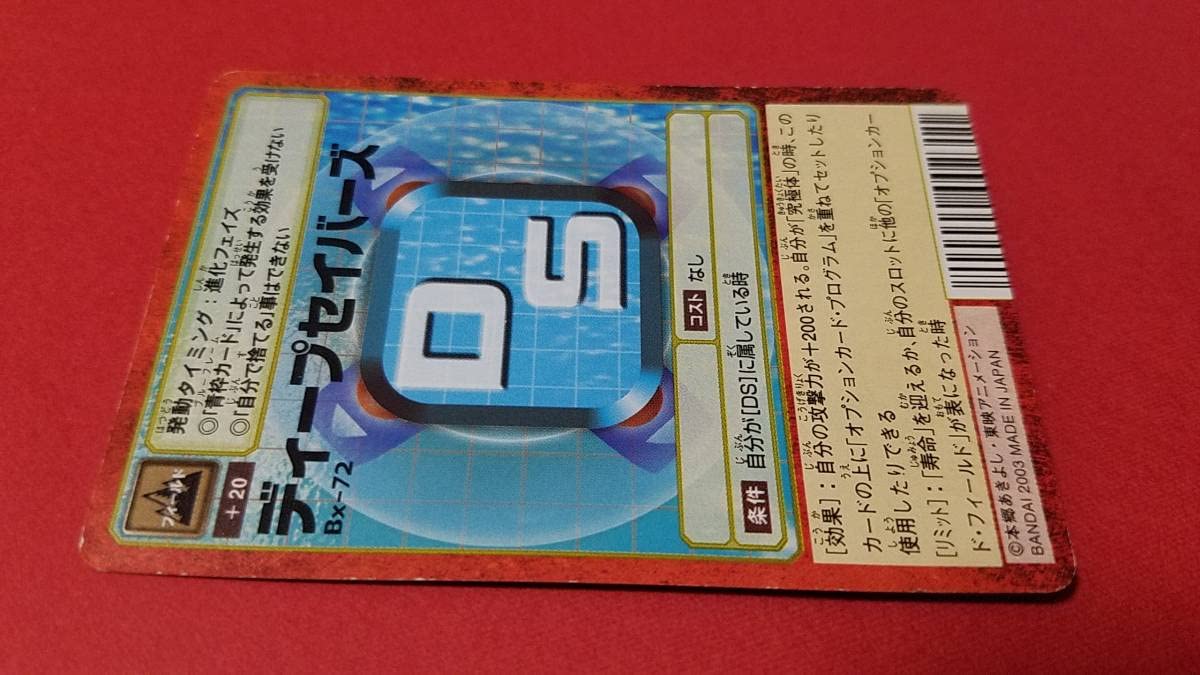 フィールド
+20
発動タイミング：進化フェイズ
◎「青枠カード」によって発生する効果を受けない
◎「自分で捨てる」事はできない
ディープセイバーズ
Bx-72
DS
コスト なし
条件 自分が[DS]に属している時
[効果]：自分の攻撃力が+200される。自分が「究極体」の時、この
カードの上に「オプションカード・プログラム」を重ねてセットしたり
使用したりできる
[リミット]：「寿命」を迎えるか、自分のスロットに他の「オプションカー
ド・フィールド」が表になった時
©本郷あきよし・東映アニメーション
BANDAI 2003 MADE IN JAPAN